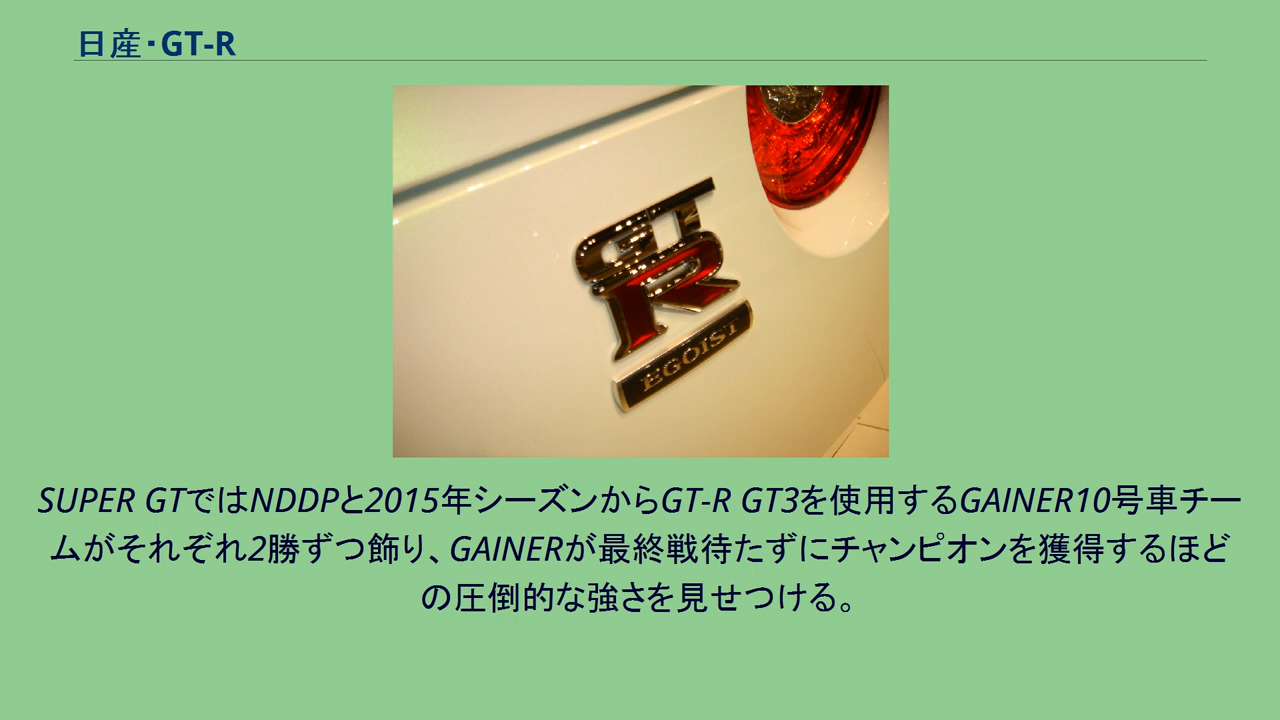 日産・GT-R
GT
R
EGOIST
SUPER GTではNDDPと2015年シーズンからGT-R GT3を使用するGAINER10号車チー
ムがそれぞれ2勝ずつ飾り、GAINERが最終戦待たずにチャンピオンを獲得するほど
の圧倒的な強さを見せつける。